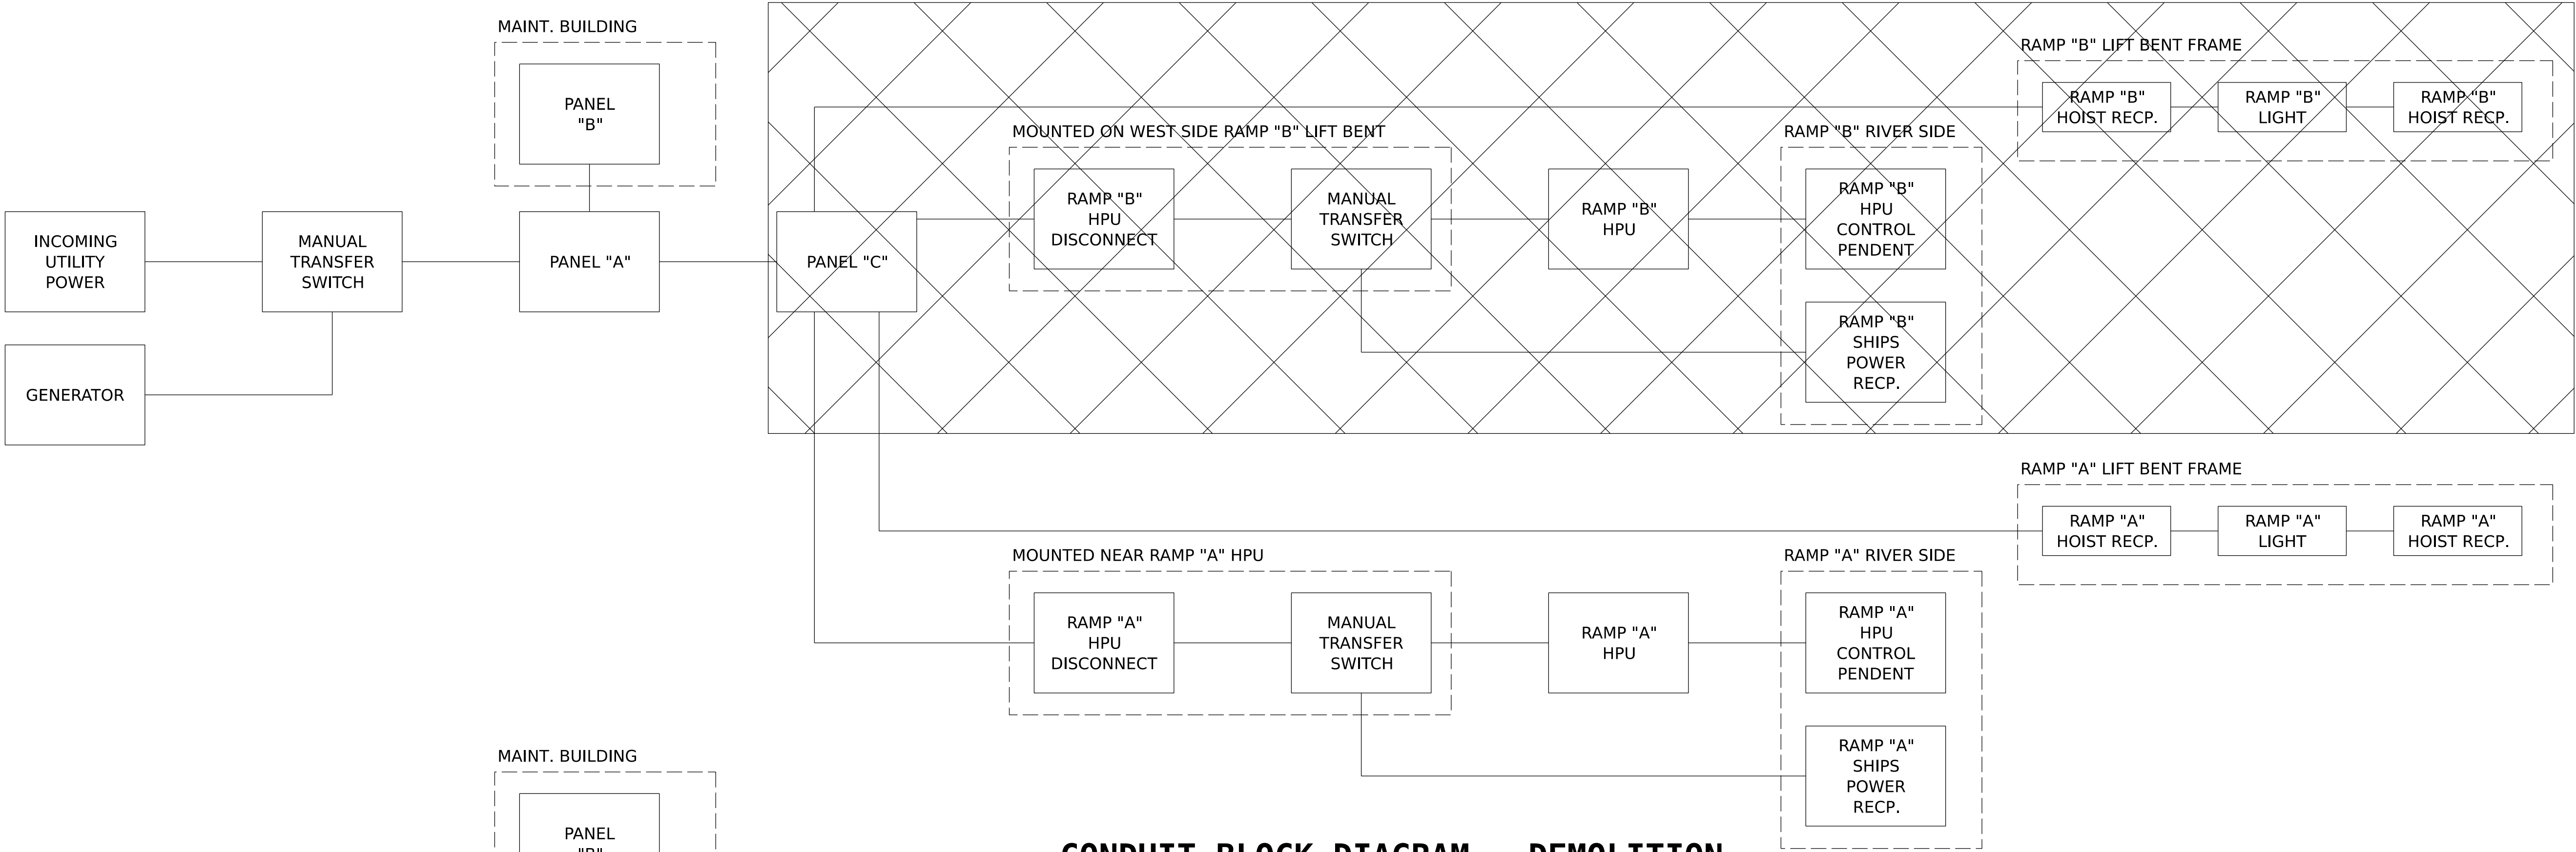 MAINT. BUILDING
PANEL
"B"
RAMP "B" LIFT BENT FRAME
RAMP "B"
HOIST RECP.
RAMP "B"
LIGHT
RAMP "B"
HOIST RECP.
MOUNTED ON WEST SIDE RAMP "B" LIFT BENT
RAMP "B" RIVER SIDE
INCOMING
UTILITY
POWER
MANUAL
TRANSFER
SWITCH
PANEL "A"
PANEL "C"
RAMP "B"
HPU
DISCONNECT
MANUAL
TRANSFER
SWITCH
RAMP "B"
HPU
RAMP "B"
HPU
CONTROL
PENDENT
RAMP "B"
SHIPS
POWER
RECP.
GENERATOR
RAMP "A" LIFT BENT FRAME
RAMP "A"
HOIST RECP.
RAMP "A"
LIGHT
RAMP "A"
HOIST RECP.
MOUNTED NEAR RAMP "A" HPU
RAMP "A" RIVER SIDE
RAMP "A"
HPU
DISCONNECT
MANUAL
TRANSFER
SWITCH
RAMP "A"
HPU
RAMP "A"
HPU
CONTROL
PENDENT
RAMP "A"
SHIPS
POWER
RECP.
MAINT. BUILDING
PANEL
"B"
CONDUIT BLOCK DIAGRAM - DEMOLITION